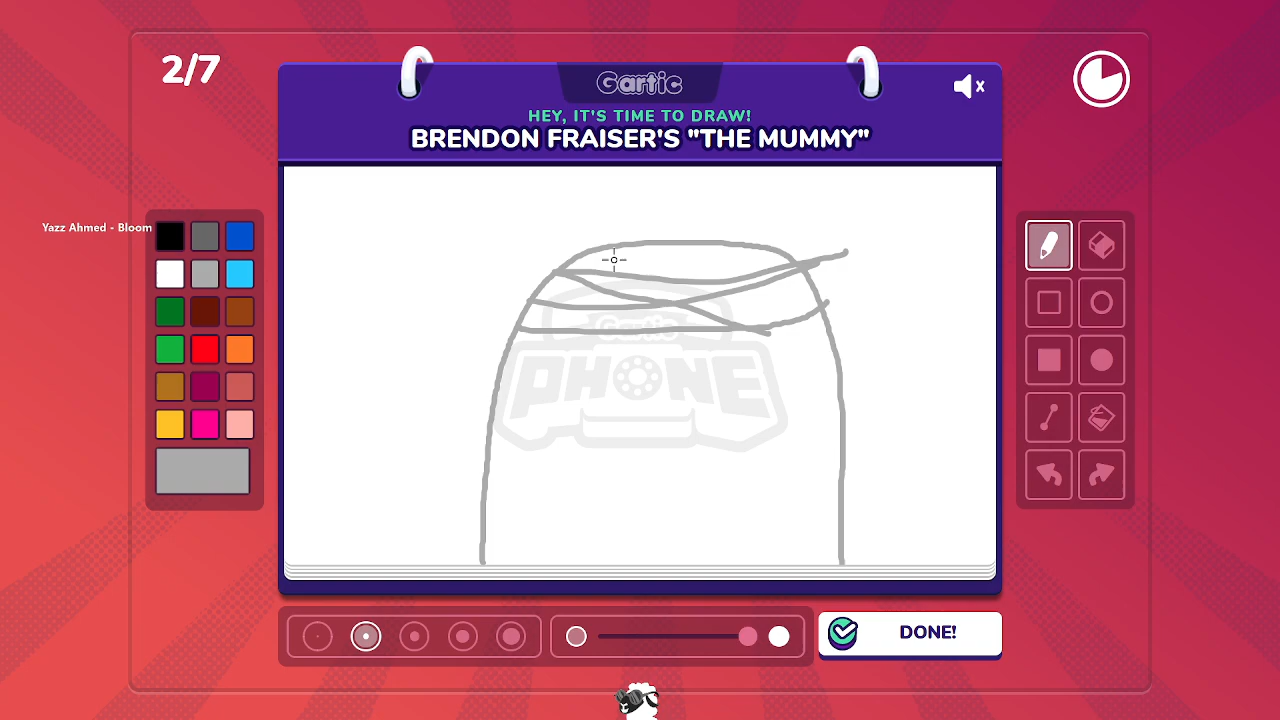 2/7
Gartic
HEY, IT'S TIME TO DRAW!
BRENDON FRAISER'S "THE MUMMY"
Yazz Ahmed - Bloom
Gartic
PHONE
DONE!